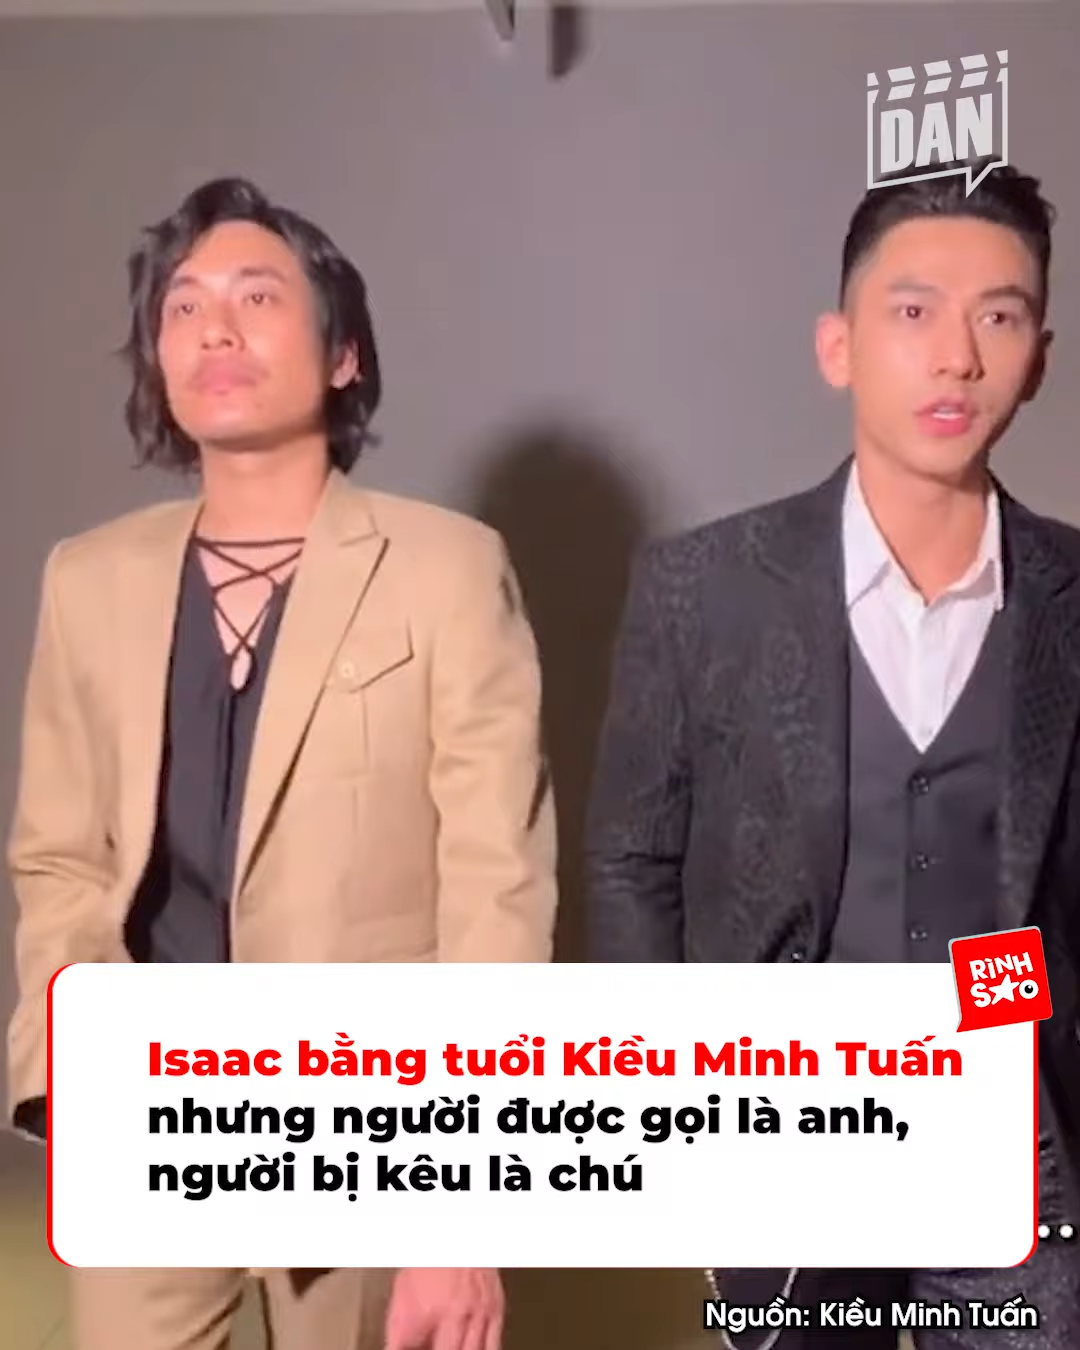 DAN
RÌNH
SAO
Isaac bằng tuổi Kiều Minh Tuấn
nhưng người được gọi là anh,
người bị kêu là chú
Nguồn: Kiều Minh Tuấn